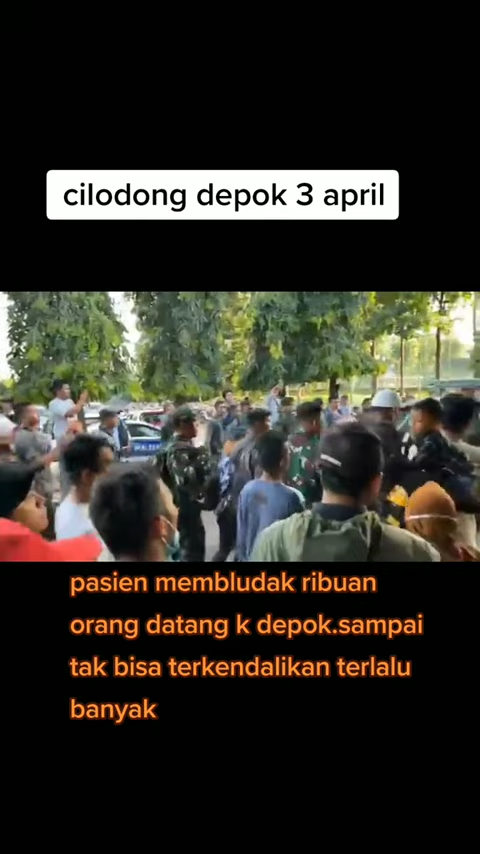 cilodong depok 3 april
pasien membludak ribuan
orang datang k depok.sampai
tak bisa terkendalikan terlalu
banyak